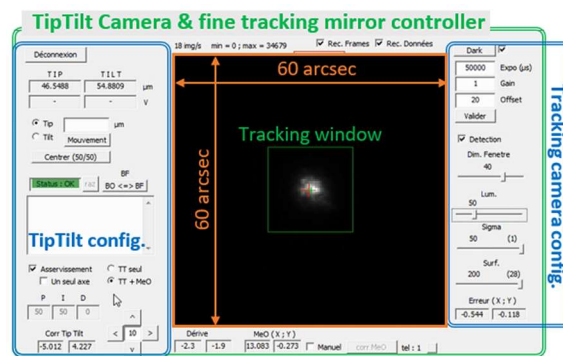 TipTilt Camera & fine tracking mirror controller
Déconnexion
TIP TILT
46.5488 54.8809 µm
- - V
Tip µm
Tilt Mouvement
Centrer (50/50)
BF
Status : OK raz BO <=> BF
TipTilt config.
Asservissement TT seul
Un seul axe TT + MeO
P I D
50 50 0
Corr Tip Tilt
-5.012 4.227
^
< 10 >
v
18 img/s min = 0 ; max = 34679 Rec. Frames Rec. Données
60 arcsec
60 arcsec
Tracking window
Dérive MeO ( X ; Y )
-2.3 -1.9 13.083 -0.273 Manuel corr MeO tel : 1
Dark
50000 Expo (µs)
1 Gain
20 Offset
Valider
Detection
Dim. Fenetre
40
Lum.
50
Sigma
50 (1)
Surf.
200 (28)
Erreur ( X ; Y )
-0.544 -0.118
Tracking camera config.